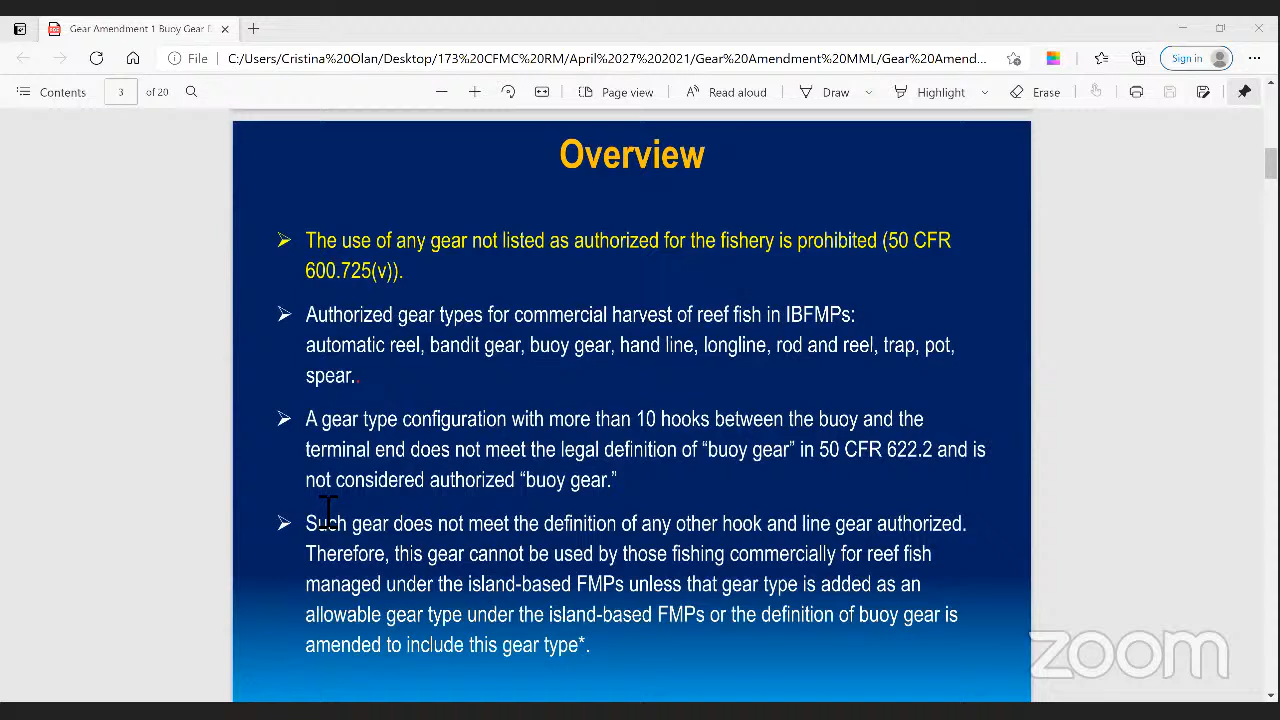 Gear Amendment 1 Buoy Gear D
File
C:/Users/Cristina%20Olan/Desktop/173%20CFMC%20RM/April%2027%202021/Gear%20Amendment%20MML/Gear%20Amend...
Sign in
Contents
3
of 20
Page view
Read aloud
Draw
Highlight
Erase
Overview
➢ The use of any gear not listed as authorized for the fishery is prohibited (50 CFR
600.725(v)).
➢ Authorized gear types for commercial harvest of reef fish in IBFMPs:
automatic reel, bandit gear, buoy gear, hand line, longline, rod and reel, trap, pot,
spear..
➢ A gear type configuration with more than 10 hooks between the buoy and the
terminal end does not meet the legal definition of “buoy gear” in 50 CFR 622.2 and is
not considered authorized “buoy gear.”
➢ Such gear does not meet the definition of any other hook and line gear authorized.
Therefore, this gear cannot be used by those fishing commercially for reef fish
managed under the island-based FMPs unless that gear type is added as an
allowable gear type under the island-based FMPs or the definition of buoy gear is
amended to include this gear type*.
zoom